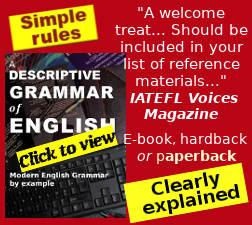 Simple
rules
A
DESCRIPTIVE
GRAMMAR
of
ENGLISH
Click to view
Modern English Grammar
by example
"A welcome
treat... Should be
included in your
list of reference
materials..."
IATEFL Voices
Magazine
E-book, hardback
or paperback
Clearly
explained